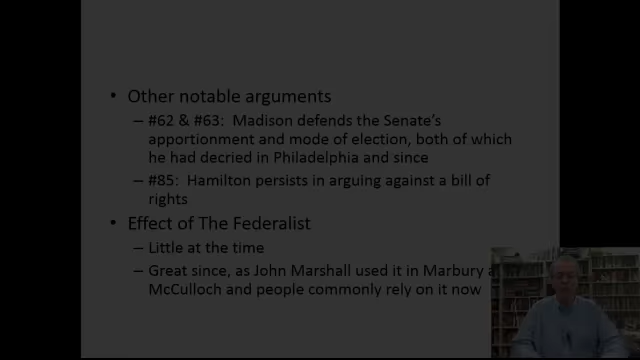 • Other notable arguments
– #62 & #63: Madison defends the Senate's
apportionment and mode of election, both of which
he had decried in Philadelphia and since
– #85: Hamilton persists in arguing against a bill of
rights
• Effect of The Federalist
– Little at the time
– Great since, as John Marshall used it in Marbury
McCulloch and people commonly rely on it now